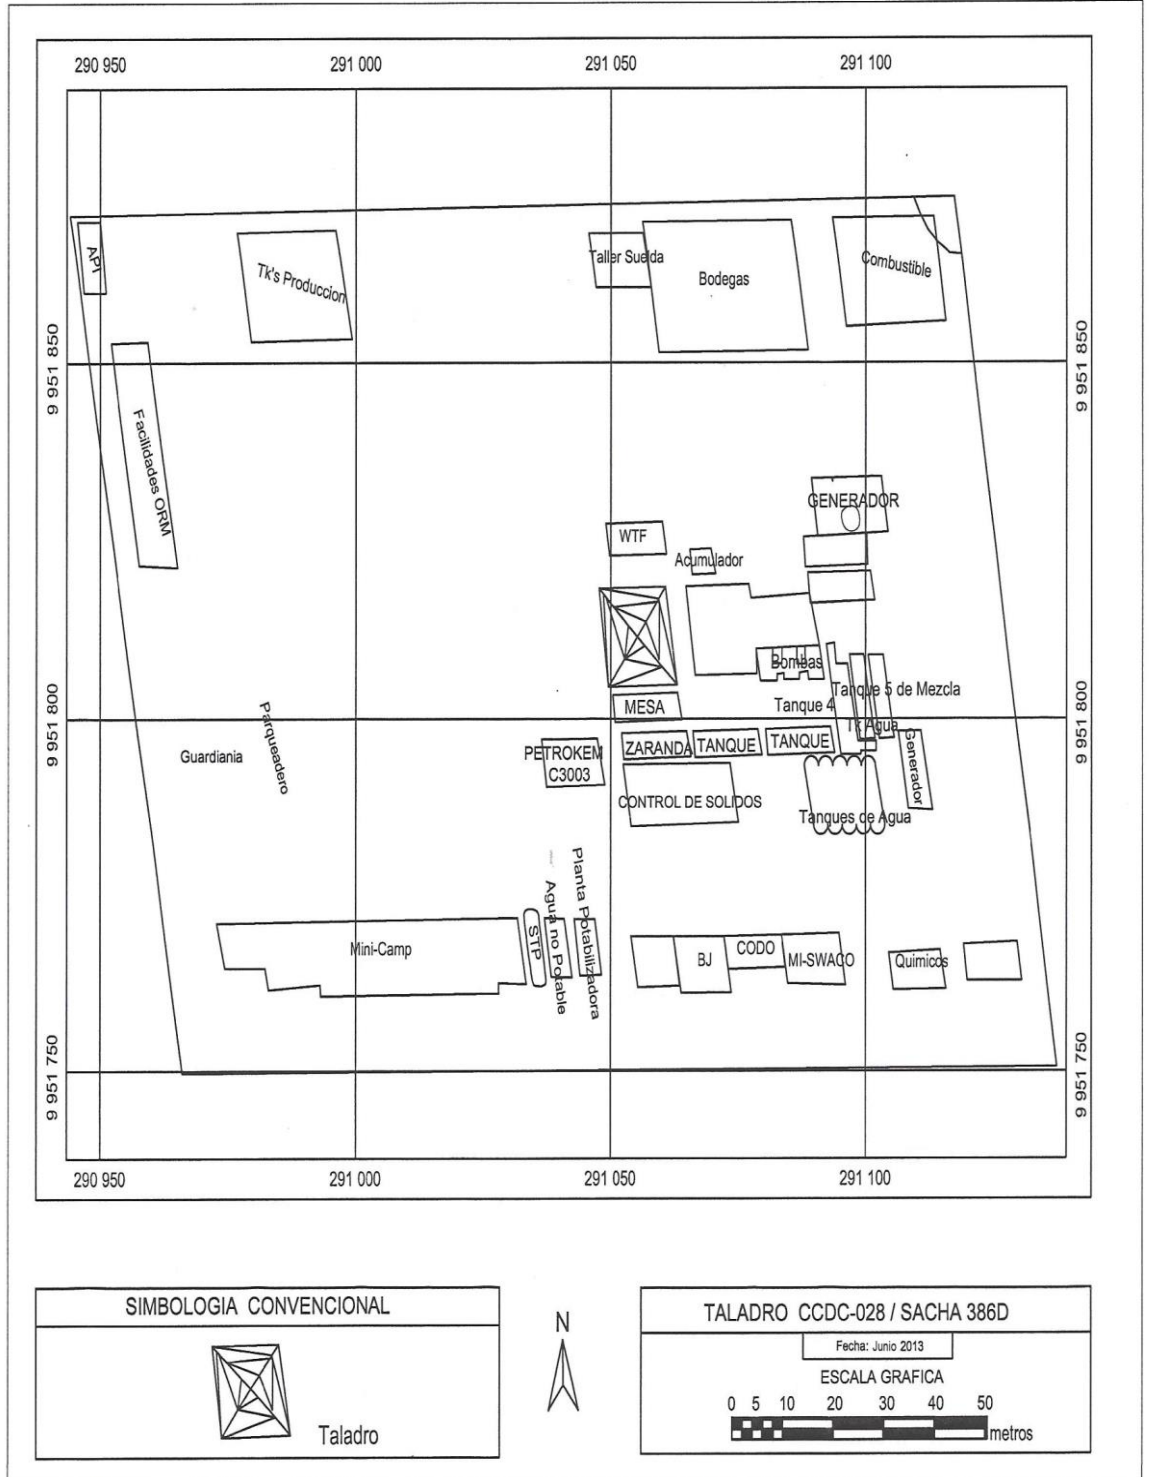 290 950
291 000
291 050
291 100
9 951 850
9 951 850
API
Tk's Produccion
Taller Suelda
Bodegas
Combustible
Facilidades ORM
GENERADOR
WTF
Acumulador
Bombas
Tanque 5 de Mezcla
MESA
Tanque 4
Tk Agua
9 951 800
9 951 800
Guardiania
Parqueadero
PETROKEM
C3003
ZARANDA
TANQUE
TANQUE
Generador
CONTROL DE SOLIDOS
Tanques de Agua
Mini-Camp
STP
Agua no Potable
Planta Potabilizadora
BJ
CODO
MI-SWACO
Quimicos
9 951 750
9 951 750
290 950
291 000
291 050
291 100
SIMBOLOGIA CONVENCIONAL
Taladro
N
TALADRO CCDC-028 / SACHA 386D
Fecha: Junio 2013
ESCALA GRAFICA
0 5 10 20 30 40 50
metros